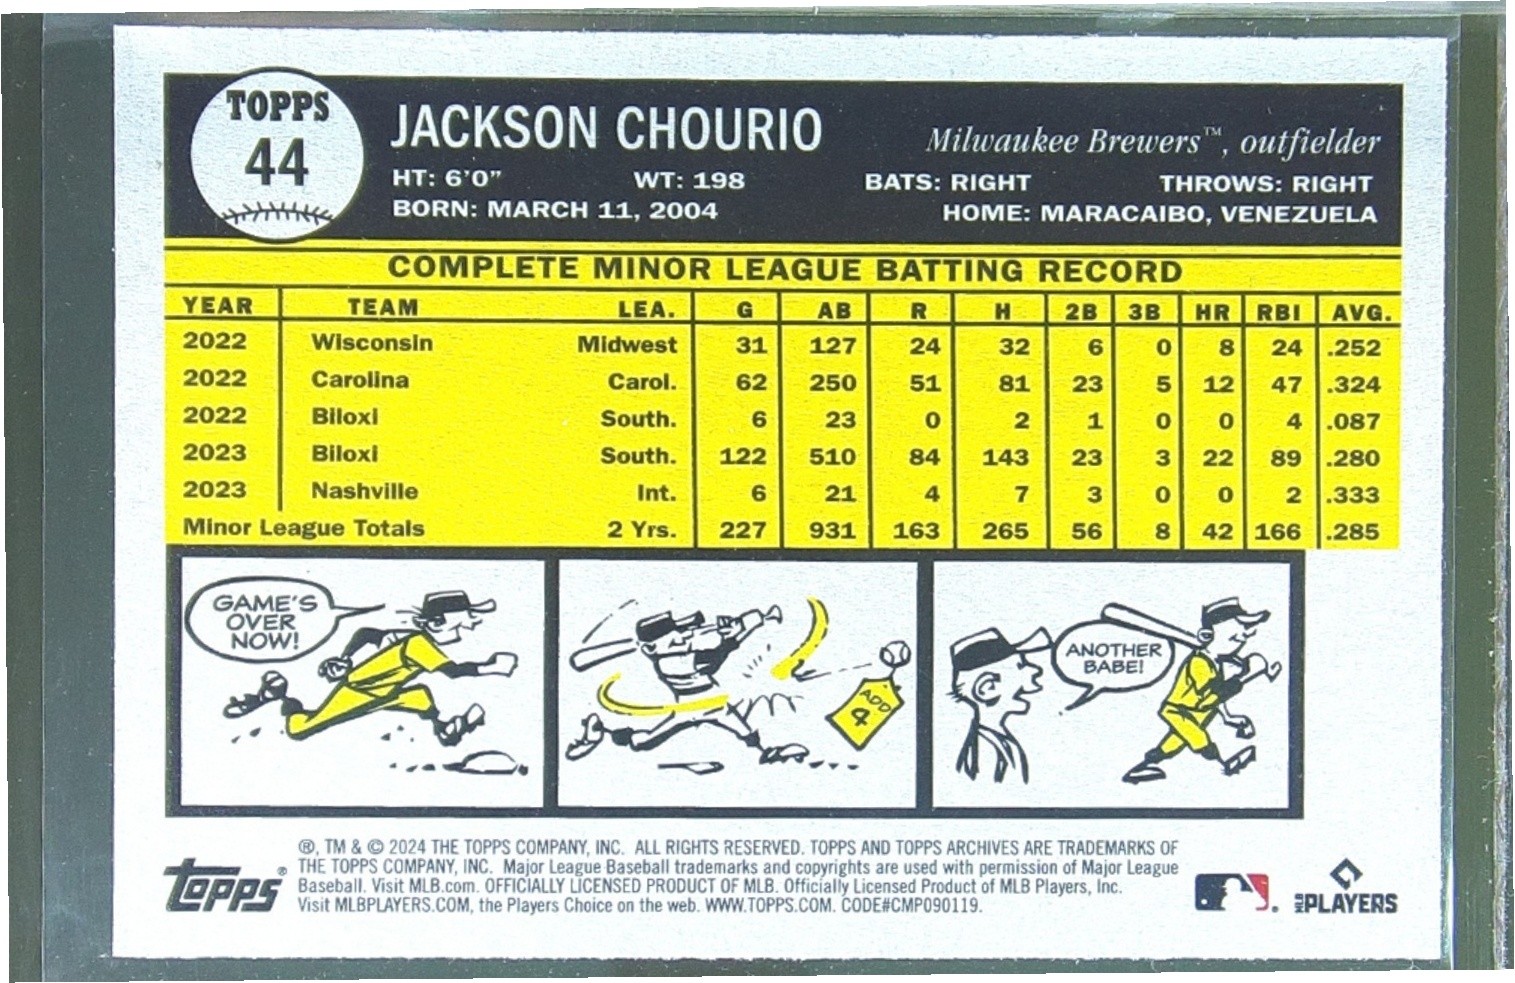 TOPPS
44
JACKSON CHOURIO
Milwaukee Brewers™, outfielder
HT: 6'0" WT: 198 BATS: RIGHT THROWS: RIGHT
BORN: MARCH 11, 2004 HOME: MARACAIBO, VENEZUELA
COMPLETE MINOR LEAGUE BATTING RECORD
YEAR TEAM LEA. G AB R H 2B 3B HR RBI AVG.
2022 Wisconsin Midwest 31 127 24 32 6 0 8 24 .252
2022 Carolina Carol. 62 250 51 81 23 5 12 47 .324
2022 Biloxi South. 6 23 0 2 1 0 0 4 .087
2023 Biloxi South. 122 510 84 143 23 3 22 89 .280
2023 Nashville Int. 6 21 4 7 3 0 0 2 .333
Minor League Totals 2 Yrs. 227 931 163 265 56 8 42 166 .285
GAME'S
OVER
NOW!
ADD
4
ANOTHER
BABE!
®, TM & © 2024 THE TOPPS COMPANY, INC. ALL RIGHTS RESERVED. TOPPS AND TOPPS ARCHIVES ARE TRADEMARKS OF
THE TOPPS COMPANY, INC. Major League Baseball trademarks and copyrights are used with permission of Major League
Baseball. Visit MLB.com. OFFICIALLY LICENSED PRODUCT OF MLB. Officially Licensed Product of MLB Players, Inc.
Visit MLBPLAYERS.COM, the Players Choice on the web. WWW.TOPPS.COM. CODE#CMP090119.
topps®
MLB PLAYERS